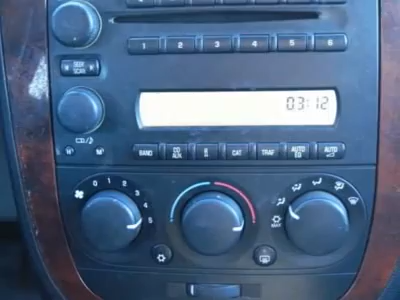 1 2 3 4 5 6
SEEK
SCAN
03:12
CD/♪
H M
BAND CD AUX CAT TRAF AUTO EQ AUTO
0 1 2 3 4 5
MAX